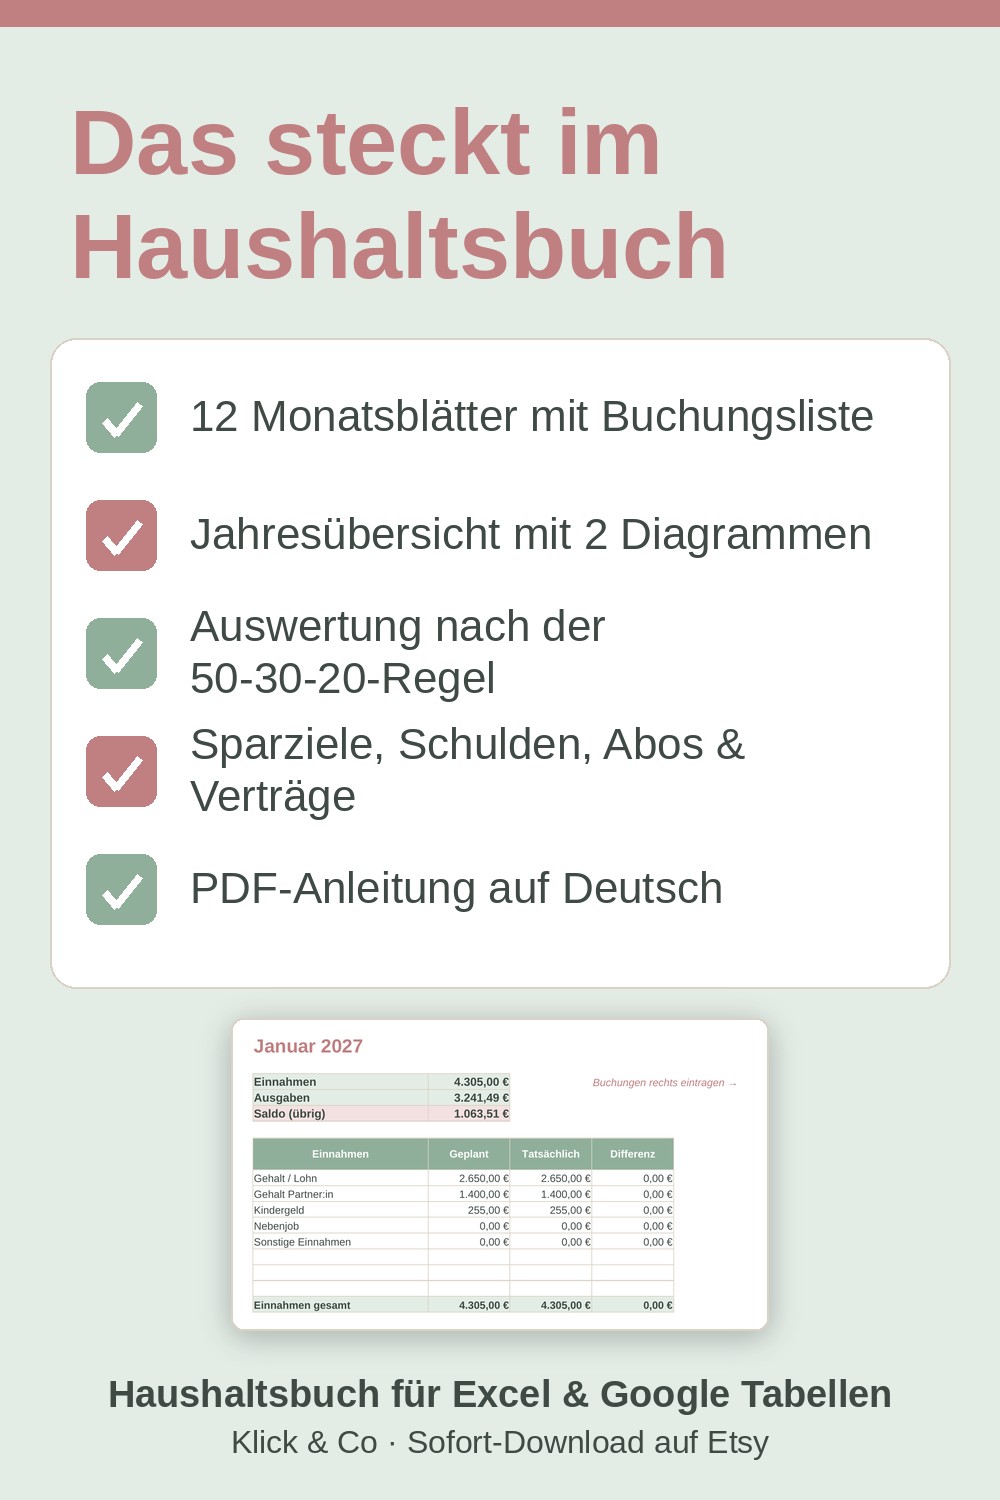 Das steckt im
Haushaltsbuch
12 Monatsblätter mit Buchungsliste
Jahresübersicht mit 2 Diagrammen
Auswertung nach der
50-30-20-Regel
Sparziele, Schulden, Abos &
Verträge
PDF-Anleitung auf Deutsch
Januar 2027
Einnahmen 4.305,00 € Buchungen rechts eintragen →
Ausgaben 3.241,49 €
Saldo (übrig) 1.063,51 €
Einnahmen Geplant Tatsächlich Differenz
Gehalt / Lohn 2.650,00 € 2.650,00 € 0,00 €
Gehalt Partner:in 1.400,00 € 1.400,00 € 0,00 €
Kindergeld 255,00 € 255,00 € 0,00 €
Nebenjob 0,00 € 0,00 € 0,00 €
Sonstige Einnahmen 0,00 € 0,00 € 0,00 €
Einnahmen gesamt 4.305,00 € 4.305,00 € 0,00 €
Haushaltsbuch für Excel & Google Tabellen
Klick & Co · Sofort-Download auf Etsy